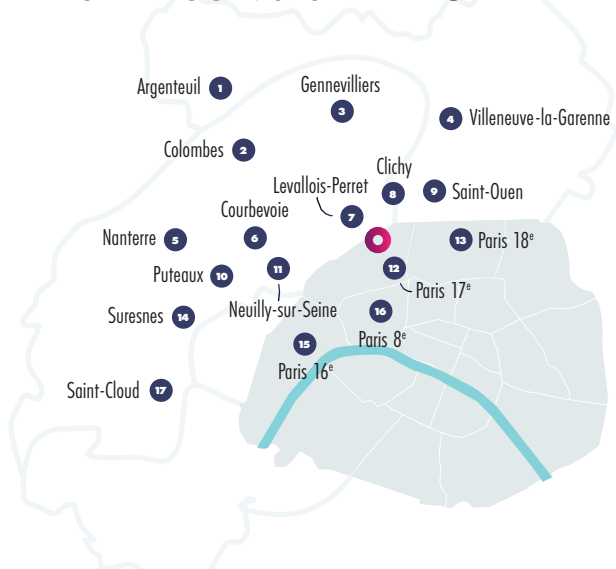 Argenteuil 1
Gennevilliers
3
4 Villeneuve-la-Garenne
Colombes 2
Clichy
8
Levallois-Perret
7
9 Saint-Ouen
Courbevoie
6
Nanterre 5
13 Paris 18e
Puteaux 10
11
Neuilly-sur-Seine
12
Paris 17e
Suresnes 14
16
Paris 8e
15
Paris 16e
Saint-Cloud 17